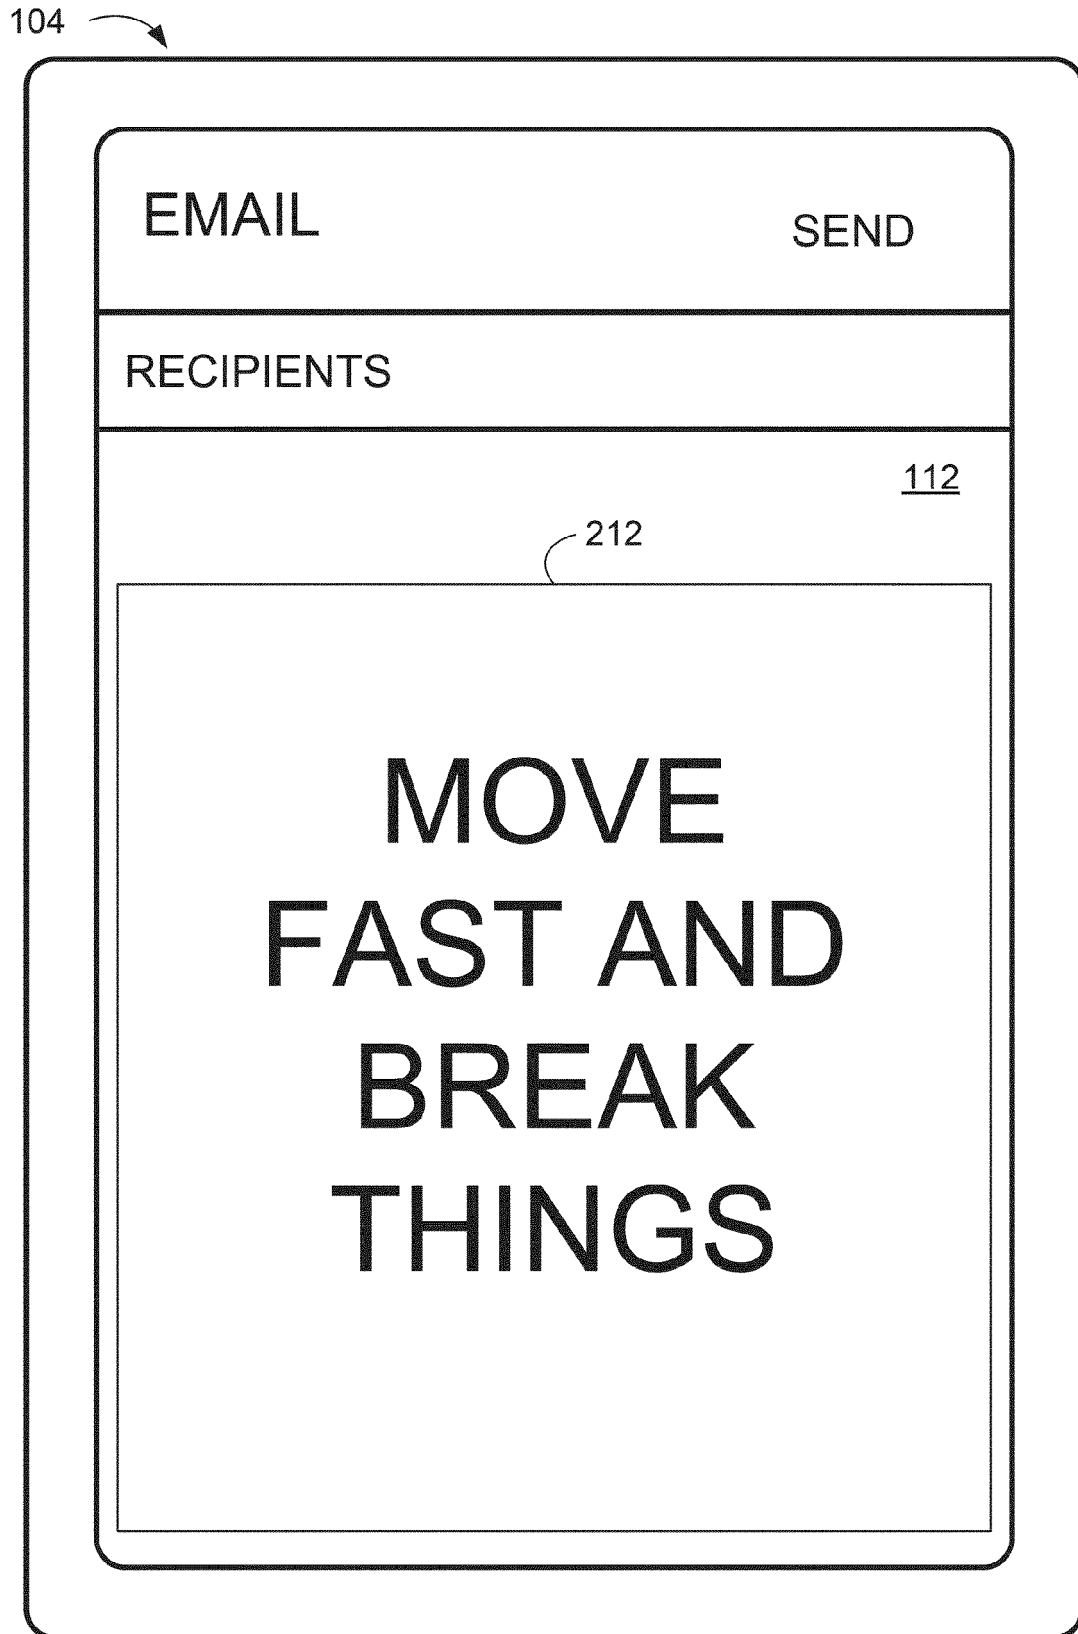 104
EMAIL
SEND
RECIPIENTS
112
212
MOVE
FAST AND
BREAK
THINGS